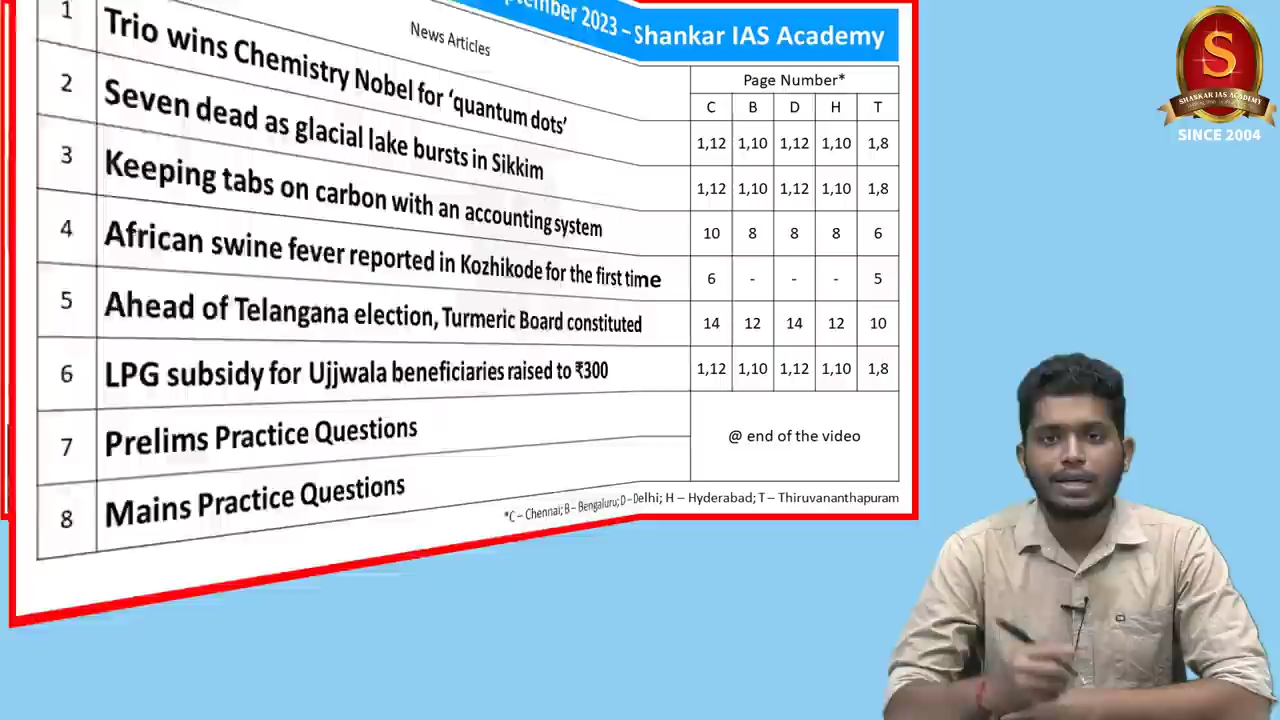 2023 – Shankar IAS Academy
News Articles
Page Number*
C B D H T
1 Trio wins Chemistry Nobel for ‘quantum dots’ 1,12 1,10 1,12 1,10 1,8
2 Seven dead as glacial lake bursts in Sikkim 1,12 1,10 1,12 1,10 1,8
3 Keeping tabs on carbon with an accounting system 10 8 8 8 6
4 African swine fever reported in Kozhikode for the first time 6 - - - 5
5 Ahead of Telangana election, Turmeric Board constituted 14 12 14 12 10
6 LPG subsidy for Ujjwala beneficiaries raised to ₹300 1,12 1,10 1,12 1,10 1,8
7 Prelims Practice Questions
@ end of the video
8 Mains Practice Questions
*C – Chennai; B – Bengaluru; D – Delhi; H – Hyderabad; T – Thiruvananthapuram
S
SHANKAR IAS ACADEMY
SINCE 2004